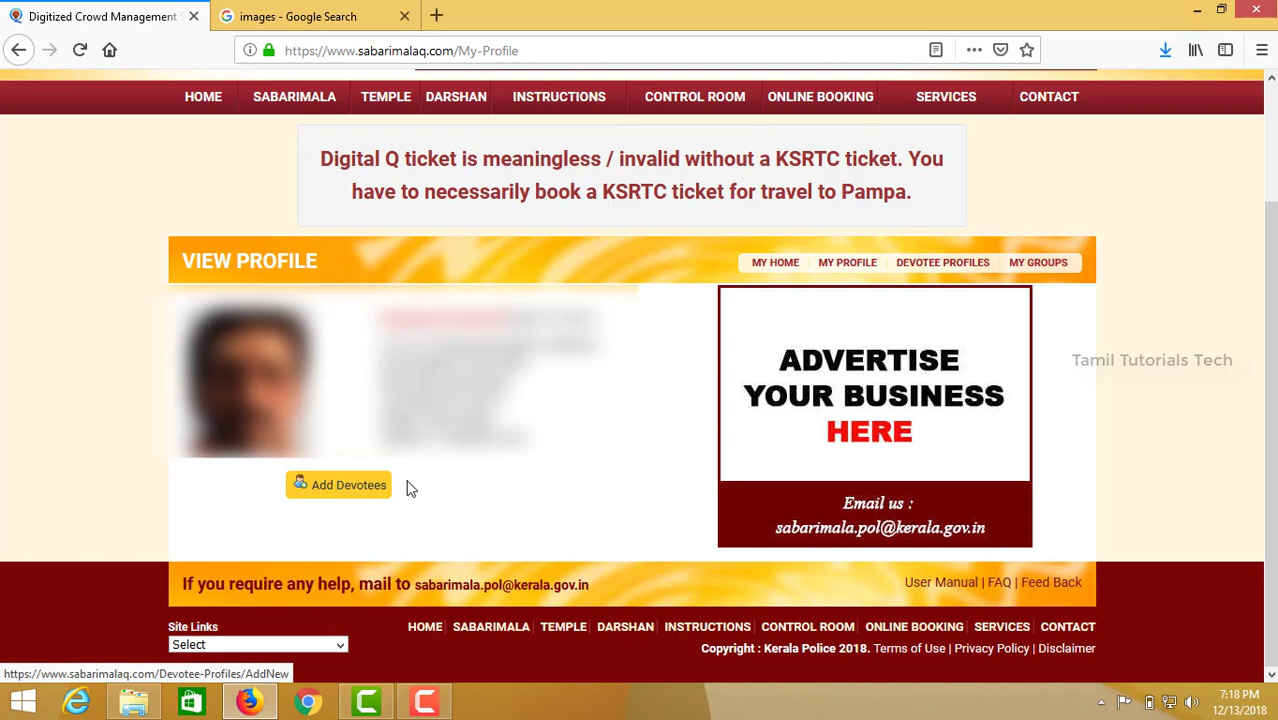 Digitized Crowd Management S
images - Google Search
https://www.sabarimalaq.com/My-Profile
HOME SABARIMALA TEMPLE DARSHAN INSTRUCTIONS CONTROL ROOM ONLINE BOOKING SERVICES CONTACT
Digital Q ticket is meaningless / invalid without a KSRTC ticket. You
have to necessarily book a KSRTC ticket for travel to Pampa.
VIEW PROFILE
MY HOME MY PROFILE DEVOTEE PROFILES MY GROUPS
ADVERTISE
YOUR BUSINESS
HERE
Tamil Tutorials Tech
Add Devotees
Email us :
sabarimala.pol@kerala.gov.in
If you require any help, mail to sabarimala.pol@kerala.gov.in
User Manual | FAQ | Feed Back
Site Links
Select
HOME SABARIMALA TEMPLE DARSHAN INSTRUCTIONS CONTROL ROOM ONLINE BOOKING SERVICES CONTACT
Copyright : Kerala Police 2018. Terms of Use | Privacy Policy | Disclaimer
https://www.sabarimalaq.com/Devotee-Profiles/AddNew
7:18 PM
12/13/2018